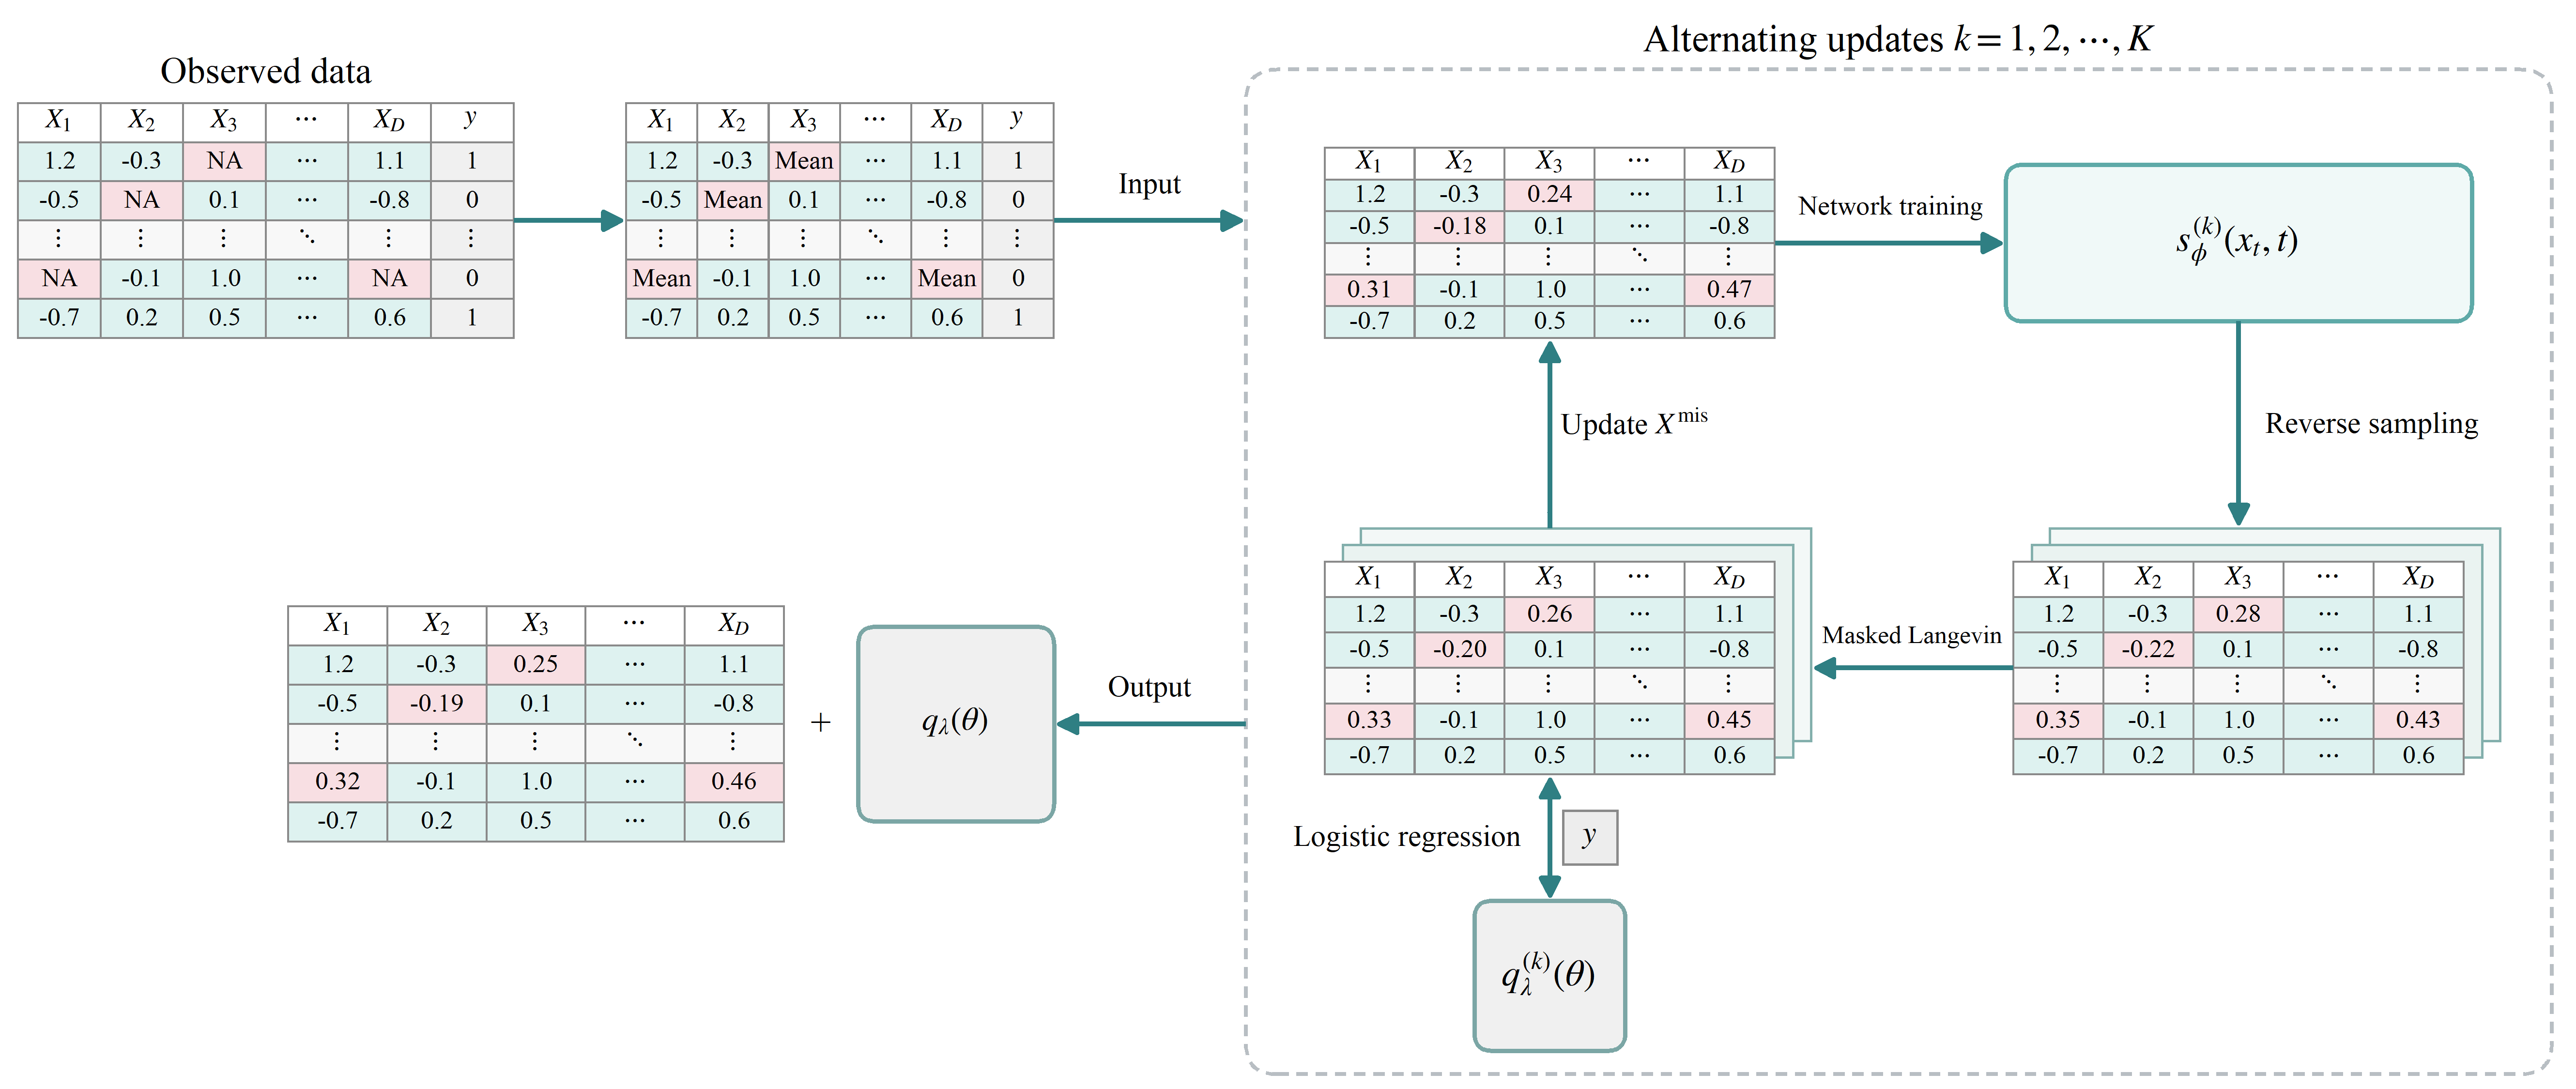 Observed data
X₁ X₂ X₃ ⋯ X_D y
1.2 -0.3 NA ⋯ 1.1 1
-0.5 NA 0.1 ⋯ -0.8 0
⋮ ⋮ ⋮ ⋱ ⋮ ⋮
NA -0.1 1.0 ⋯ NA 0
-0.7 0.2 0.5 ⋯ 0.6 1
X₁ X₂ X₃ ⋯ X_D y
1.2 -0.3 Mean ⋯ 1.1 1
-0.5 Mean 0.1 ⋯ -0.8 0
⋮ ⋮ ⋮ ⋱ ⋮ ⋮
Mean -0.1 1.0 ⋯ Mean 0
-0.7 0.2 0.5 ⋯ 0.6 1
Input
Alternating updates k = 1, 2, ⋯, K
X₁ X₂ X₃ ⋯ X_D
1.2 -0.3 0.24 ⋯ 1.1
-0.5 -0.18 0.1 ⋯ -0.8
⋮ ⋮ ⋮ ⋱ ⋮
0.31 -0.1 1.0 ⋯ 0.47
-0.7 0.2 0.5 ⋯ 0.6
Network training
s_ϕ^(k)(x_t, t)
Reverse sampling
X₁ X₂ X₃ ⋯ X_D
1.2 -0.3 0.28 ⋯ 1.1
-0.5 -0.22 0.1 ⋯ -0.8
⋮ ⋮ ⋮ ⋱ ⋮
0.35 -0.1 1.0 ⋯ 0.43
-0.7 0.2 0.5 ⋯ 0.6
Masked Langevin
X₁ X₂ X₃ ⋯ X_D
1.2 -0.3 0.26 ⋯ 1.1
-0.5 -0.20 0.1 ⋯ -0.8
⋮ ⋮ ⋮ ⋱ ⋮
0.33 -0.1 1.0 ⋯ 0.45
-0.7 0.2 0.5 ⋯ 0.6
Update X^mis
Logistic regression
y
q_λ^(k)(θ)
Output
q_λ(θ)
+
X₁ X₂ X₃ ⋯ X_D
1.2 -0.3 0.25 ⋯ 1.1
-0.5 -0.19 0.1 ⋯ -0.8
⋮ ⋮ ⋮ ⋱ ⋮
0.32 -0.1 1.0 ⋯ 0.46
-0.7 0.2 0.5 ⋯ 0.6